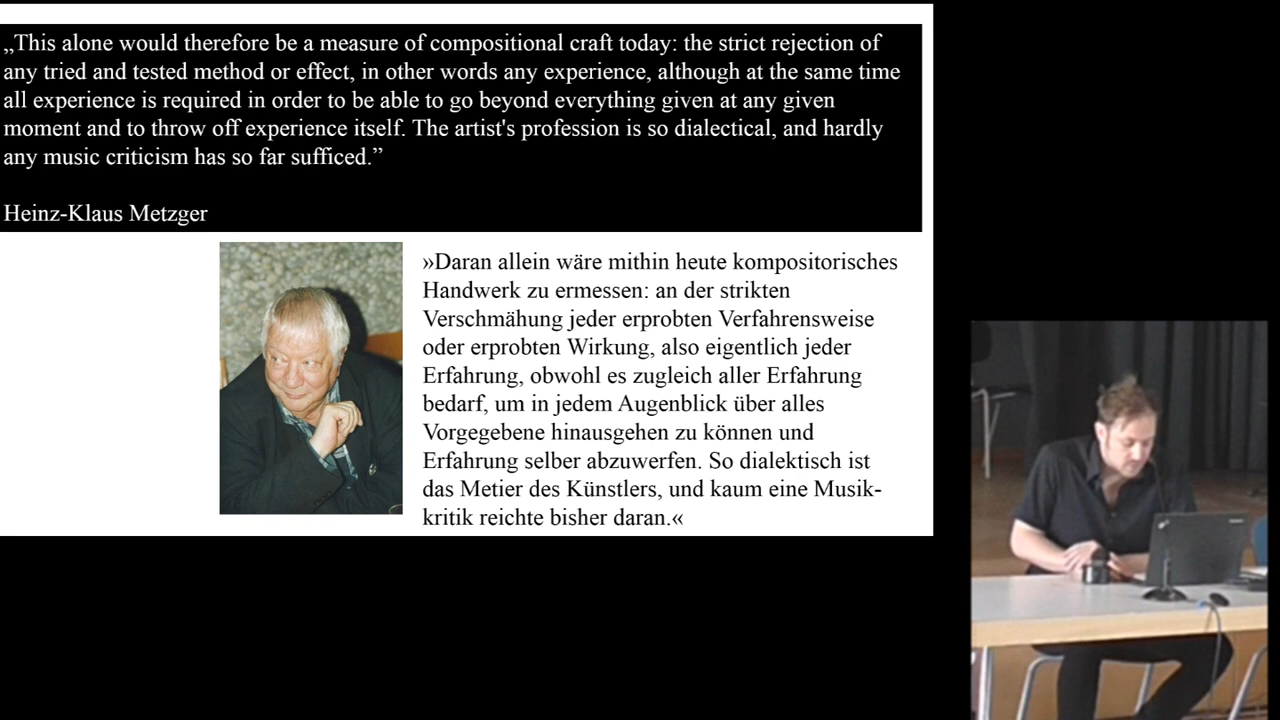 „This alone would therefore be a measure of compositional craft today: the strict rejection of
any tried and tested method or effect, in other words any experience, although at the same time
all experience is required in order to be able to go beyond everything given at any given
moment and to throw off experience itself. The artist's profession is so dialectical, and hardly
any music criticism has so far sufficed.”
Heinz-Klaus Metzger
»Daran allein wäre mithin heute kompositorisches
Handwerk zu ermessen: an der strikten
Verschmähung jeder erprobten Verfahrensweise
oder erprobten Wirkung, also eigentlich jeder
Erfahrung, obwohl es zugleich aller Erfahrung
bedarf, um in jedem Augenblick über alles
Vorgegebene hinausgehen zu können und
Erfahrung selber abzuwerfen. So dialektisch ist
das Metier des Künstlers, und kaum eine Musik-
kritik reichte bisher daran.«